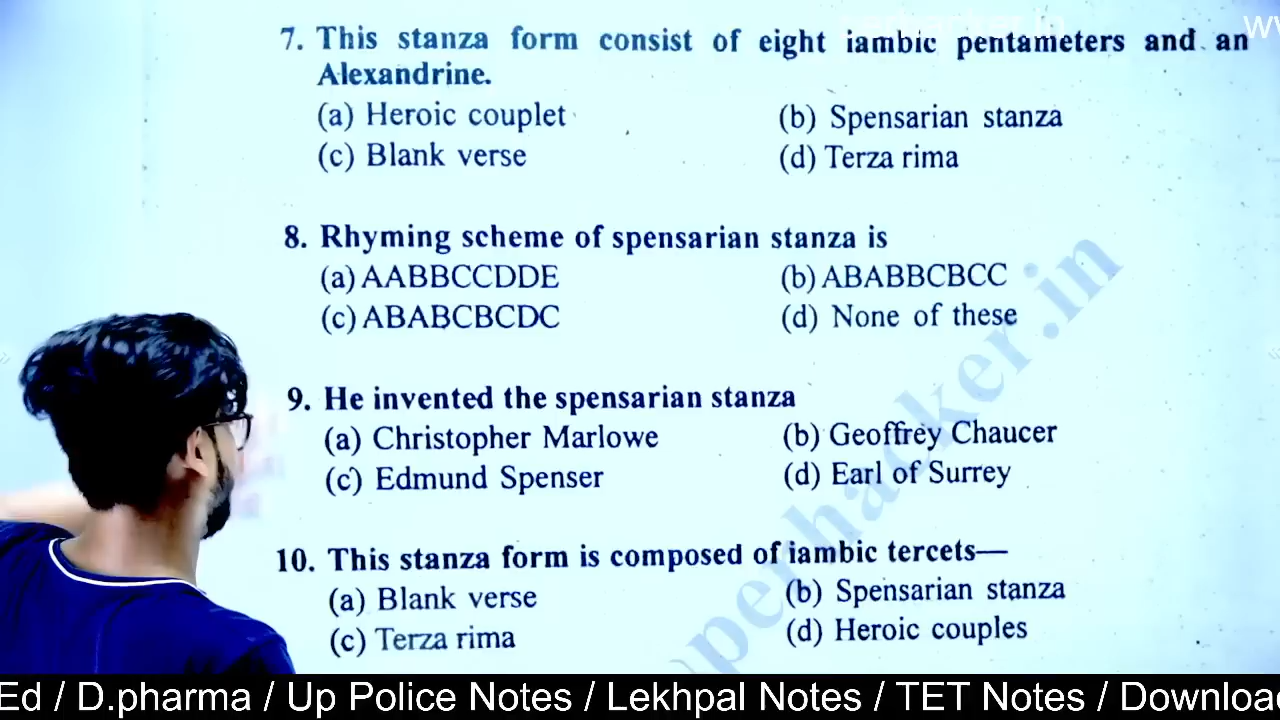 7. This stanza form consist of eight iambic pentameters and an
Alexandrine.
(a) Heroic couplet (b) Spensarian stanza
(c) Blank verse (d) Terza rima
8. Rhyming scheme of spensarian stanza is
(a) AABBCCDDE (b) ABABBCBCC
(c) ABABCBCDC (d) None of these
9. He invented the spensarian stanza
(a) Christopher Marlowe (b) Geoffrey Chaucer
(c) Edmund Spenser (d) Earl of Surrey
10. This stanza form is composed of iambic tercets—
(a) Blank verse (b) Spensarian stanza
(c) Terza rima (d) Heroic couples
Ed / D.pharma / Up Police Notes / Lekhpal Notes / TET Notes / Downloa